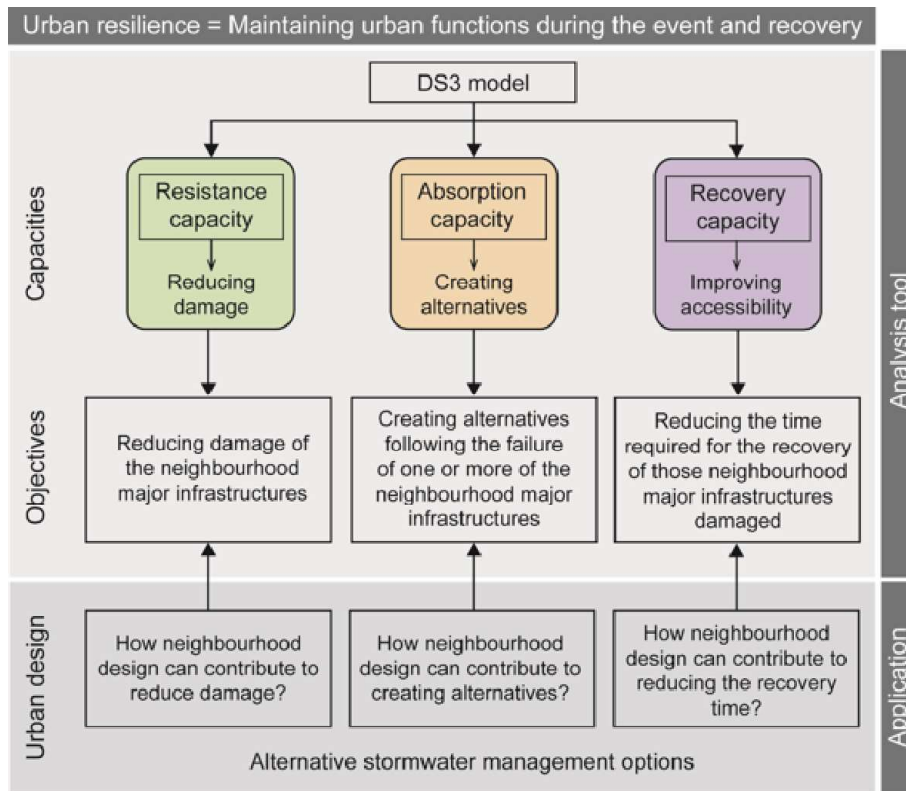 Urban resilience = Maintaining urban functions during the event and recovery
DS3 model
Capacities
Resistance
capacity
Reducing
damage
Absorption
capacity
Creating
alternatives
Recovery
capacity
Improving
accessibility
Analysis tool
Objectives
Reducing damage of
the neighbourhood
major infrastructures
Creating alternatives
following the failure
of one or more of the
neighbourhood major
infrastructures
Reducing the time
required for the recovery
of those neighbourhood
major infrastructures
damaged
Urban design
How neighbourhood
design can contribute to
reduce damage?
How neighbourhood
design can contribute to
creating alternatives?
How neighbourhood
design can contribute to
reducing the recovery
time?
Application
Alternative stormwater management options